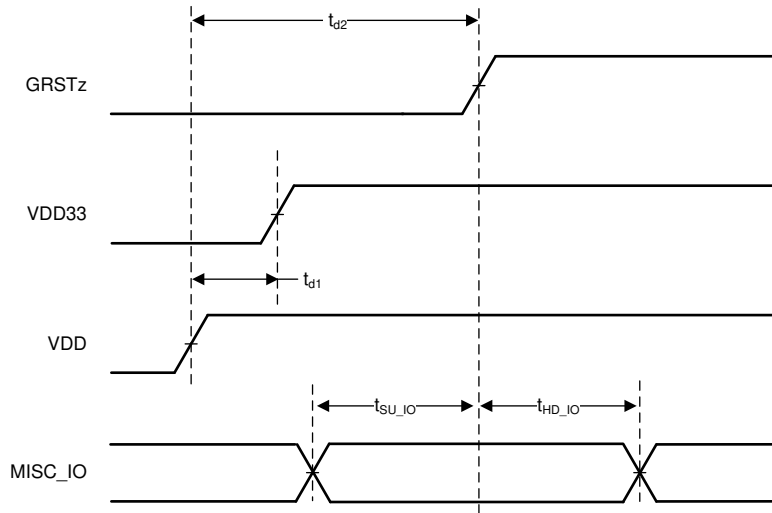 t_d2
GRSTz
VDD33
t_d1
VDD
t_SU_IO
t_HD_IO
MISC_IO